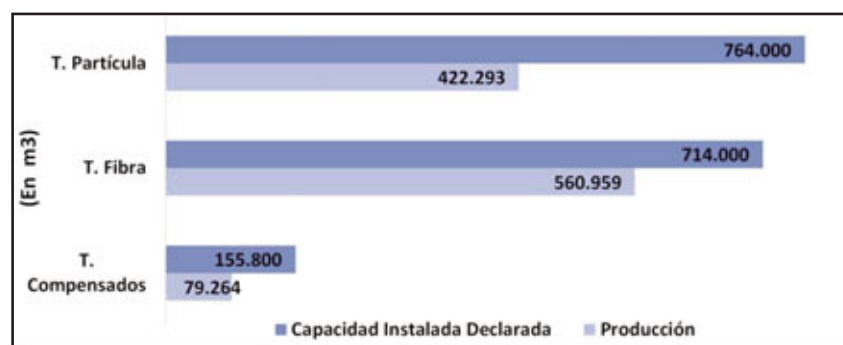 T. Partícula
764.000
422.293
(En m3)
T. Fibra
714.000
560.959
T.
Compensados
155.800
79.264
Capacidad Instalada Declarada
Producción